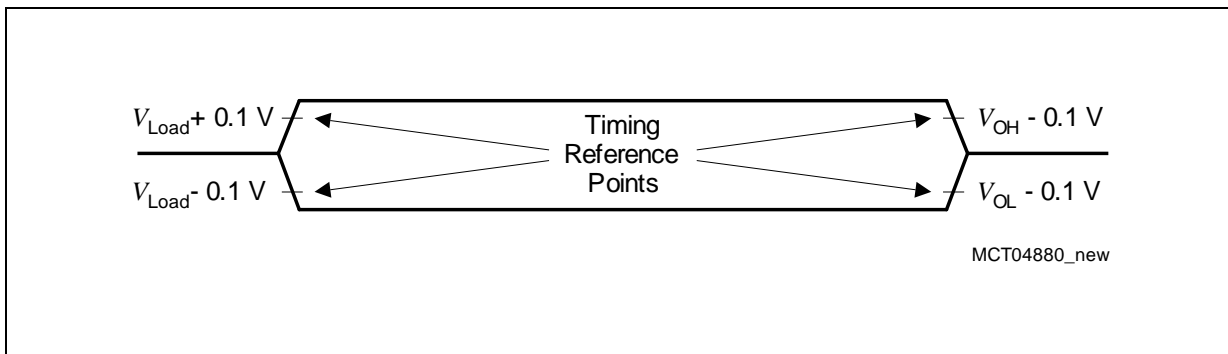 VLoad+ 0.1 V
Timing
Reference
Points
VOH - 0.1 V
VLoad- 0.1 V
VOL - 0.1 V
MCT04880_new